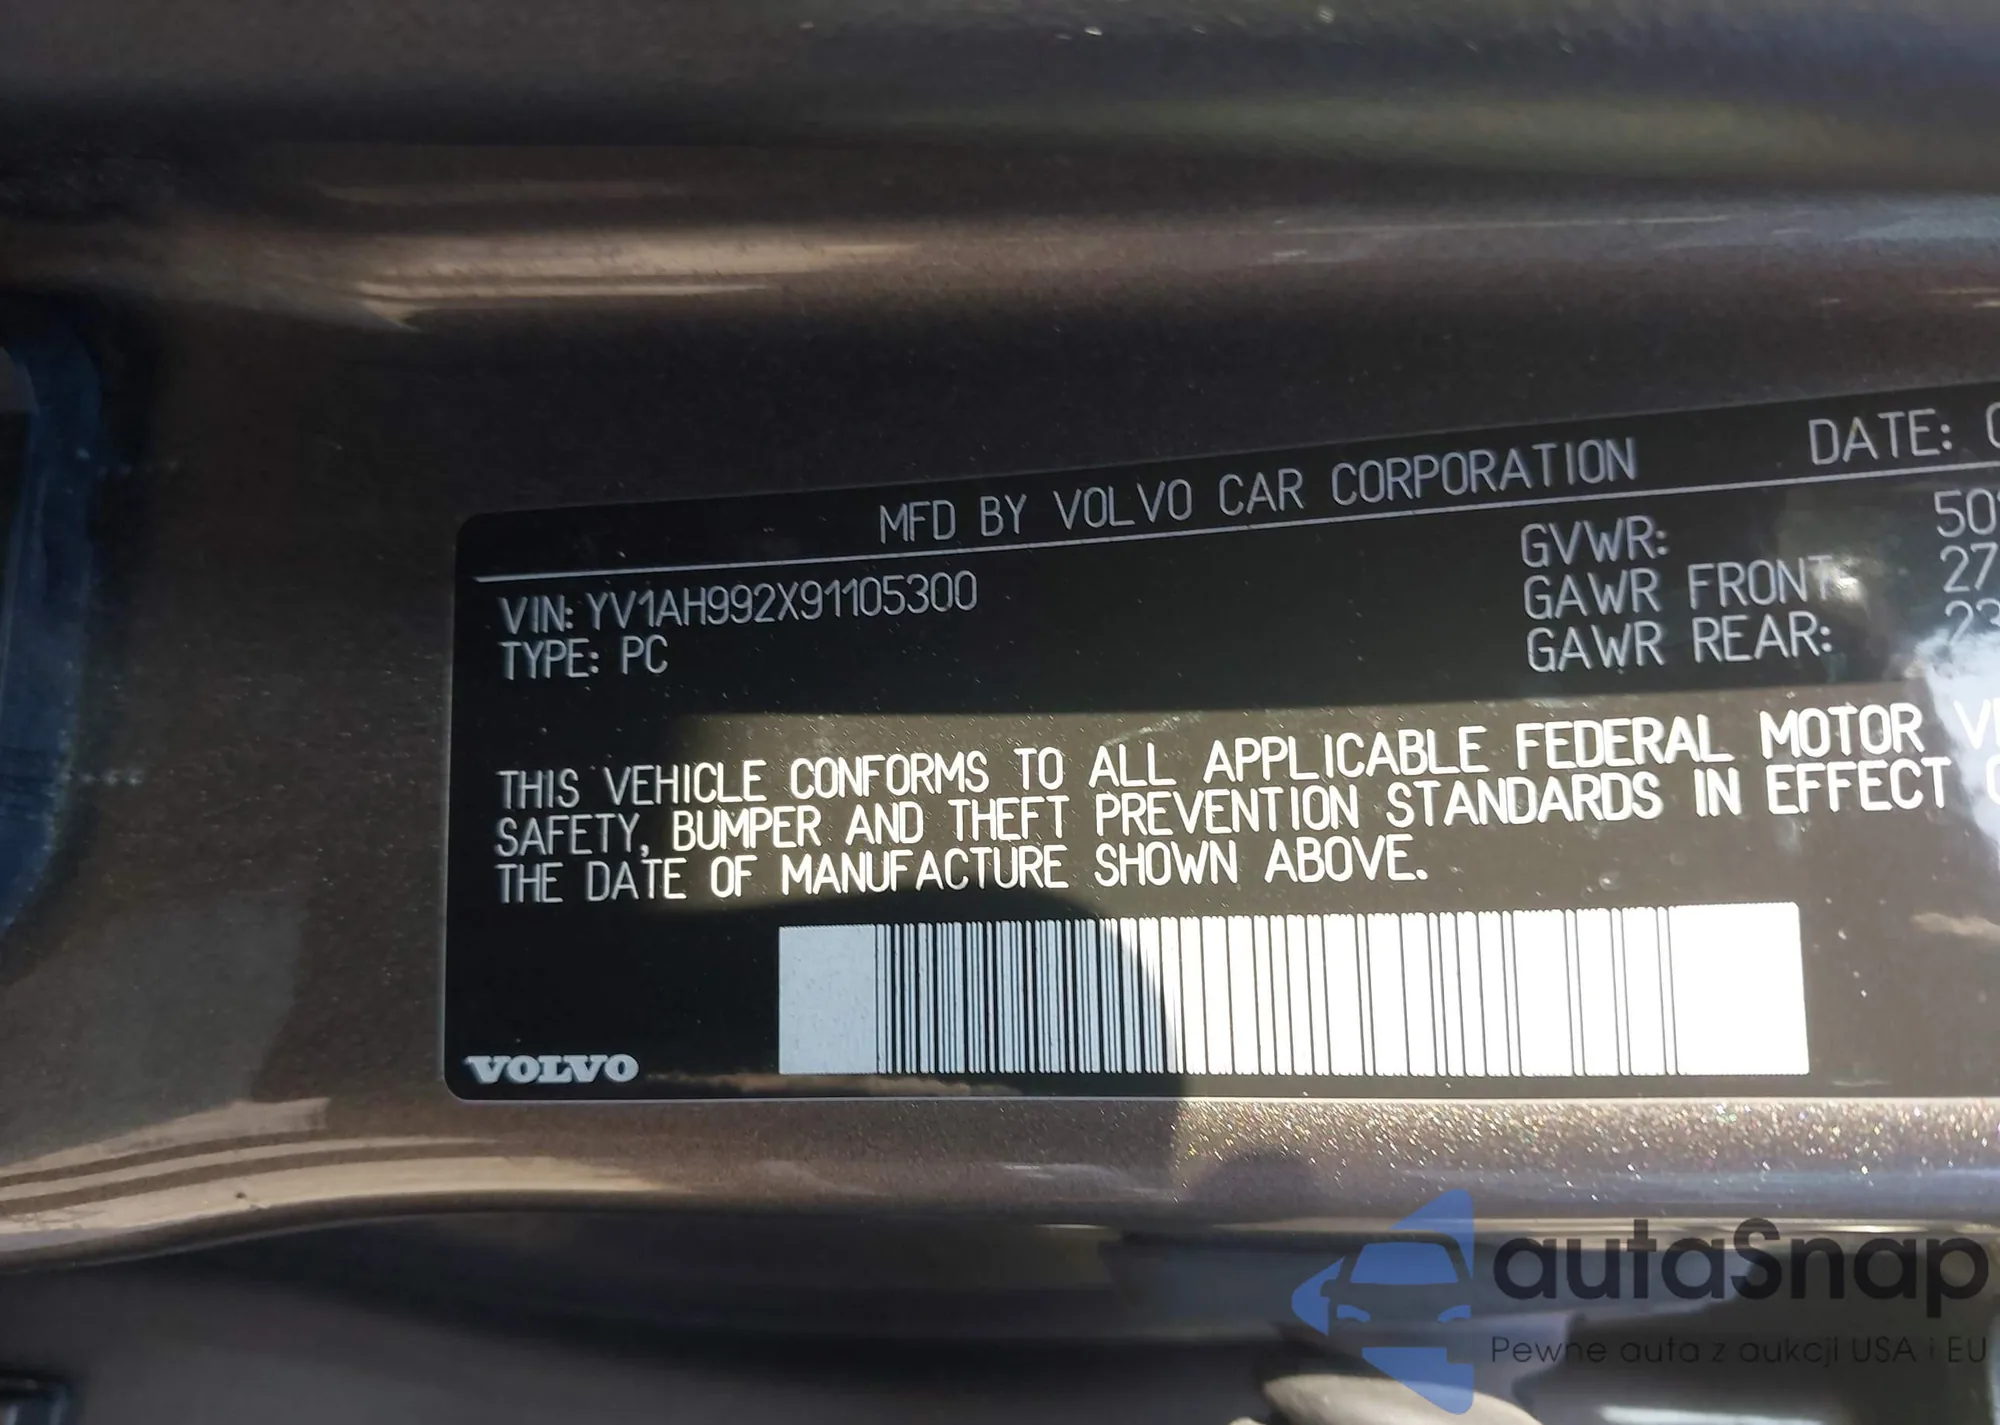 MFD BY VOLVO CAR CORPORATION DATE:
VIN: YV1AH992X91105300 GVWR:
TYPE: PC GAWR FRONT: 27
GAWR REAR: 23
THIS VEHICLE CONFORMS TO ALL APPLICABLE FEDERAL MOTOR
SAFETY, BUMPER AND THEFT PREVENTION STANDARDS IN EFFECT
THE DATE OF MANUFACTURE SHOWN ABOVE.
VOLVO
autaSnap
Pewne auta z aukcji USA i EU